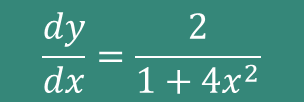 dy/dx = 2/(1 + 4x²)